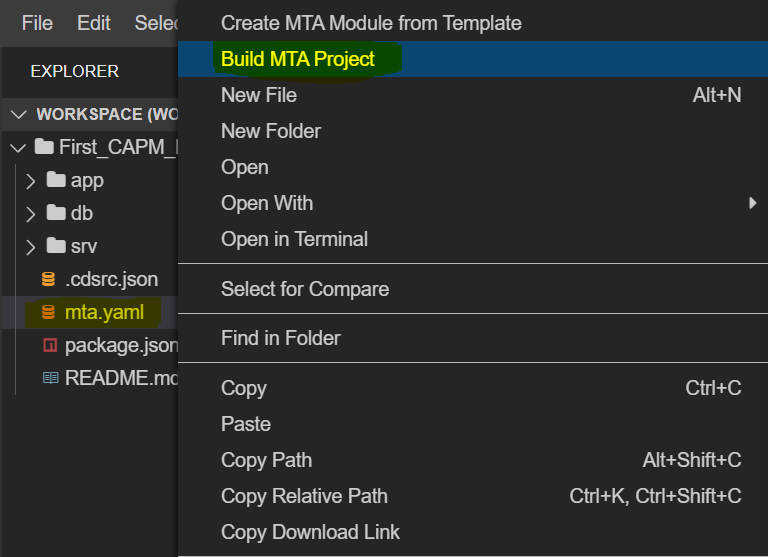 File Edit Selec
EXPLORER
WORKSPACE (WO
First_CAPM_
app
db
srv
.cdsrc.json
mta.yaml
package.json
README.md
Create MTA Module from Template
Build MTA Project
New File Alt+N
New Folder
Open
Open With
Open in Terminal
Select for Compare
Find in Folder
Copy Ctrl+C
Paste
Copy Path Alt+Shift+C
Copy Relative Path Ctrl+K, Ctrl+Shift+C
Copy Download Link